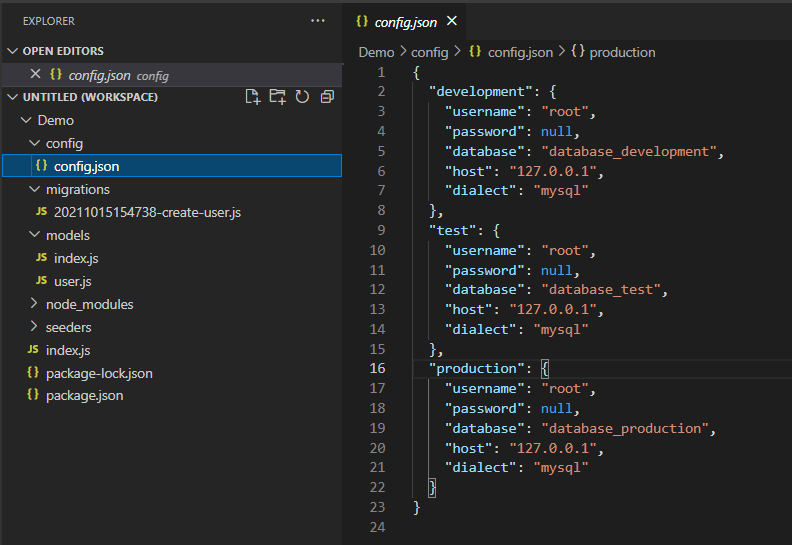 EXPLORER
OPEN EDITORS
config.json config
UNTITLED (WORKSPACE)
Demo
config
{} config.json
migrations
JS 20211015154738-create-user.js
models
JS index.js
JS user.js
node_modules
seeders
JS index.js
{} package-lock.json
{} package.json
{} config.json
Demo > config > {} config.json > {} production
1 {
2 "development": {
3 "username": "root",
4 "password": null,
5 "database": "database_development",
6 "host": "127.0.0.1",
7 "dialect": "mysql"
8 },
9 "test": {
10 "username": "root",
11 "password": null,
12 "database": "database_test",
13 "host": "127.0.0.1",
14 "dialect": "mysql"
15 },
16 "production": {
17 "username": "root",
18 "password": null,
19 "database": "database_production",
20 "host": "127.0.0.1",
21 "dialect": "mysql"
22 }
23 }
24